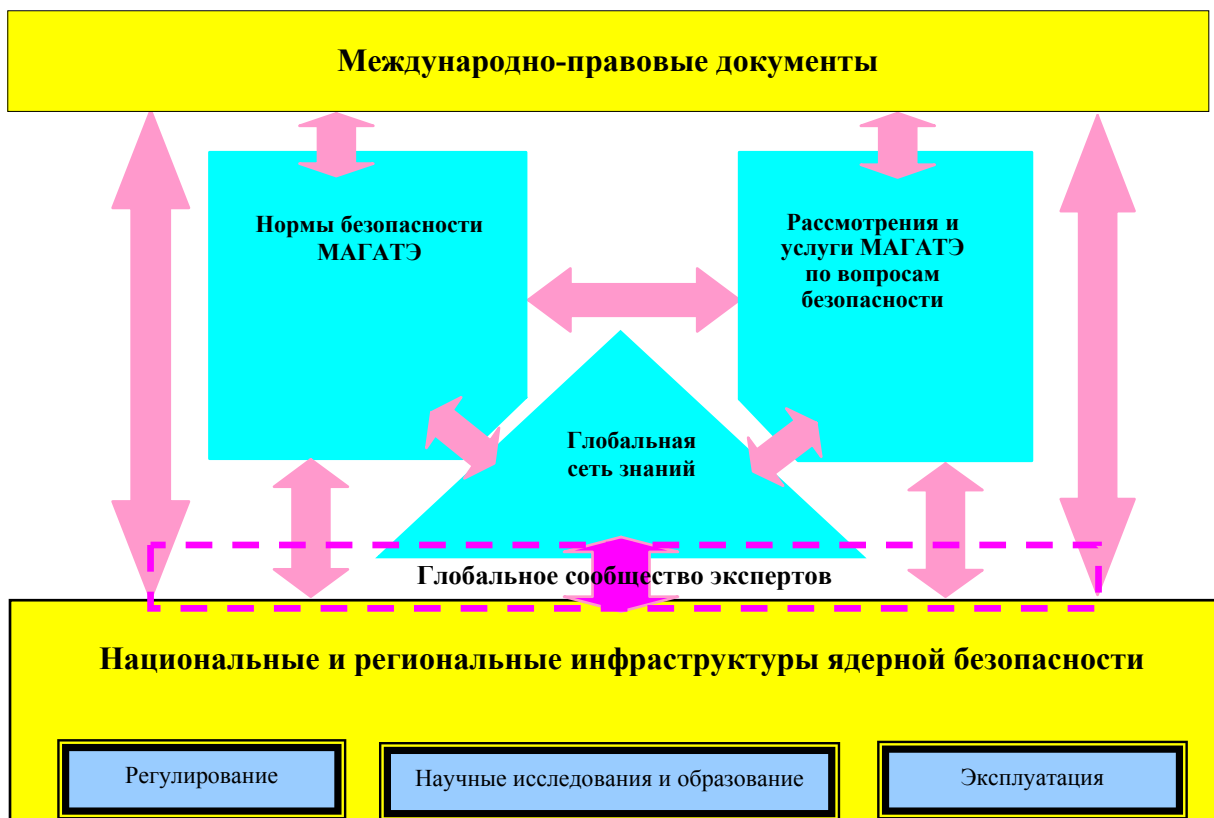 Международно-правовые документы
Нормы безопасности
МАГАТЭ
Рассмотрения и
услуги МАГАТЭ
по вопросам
безопасности
Глобальная
сеть знаний
Глобальное сообщество экспертов
Национальные и региональные инфраструктуры ядерной безопасности
Регулирование
Научные исследования и образование
Эксплуатация